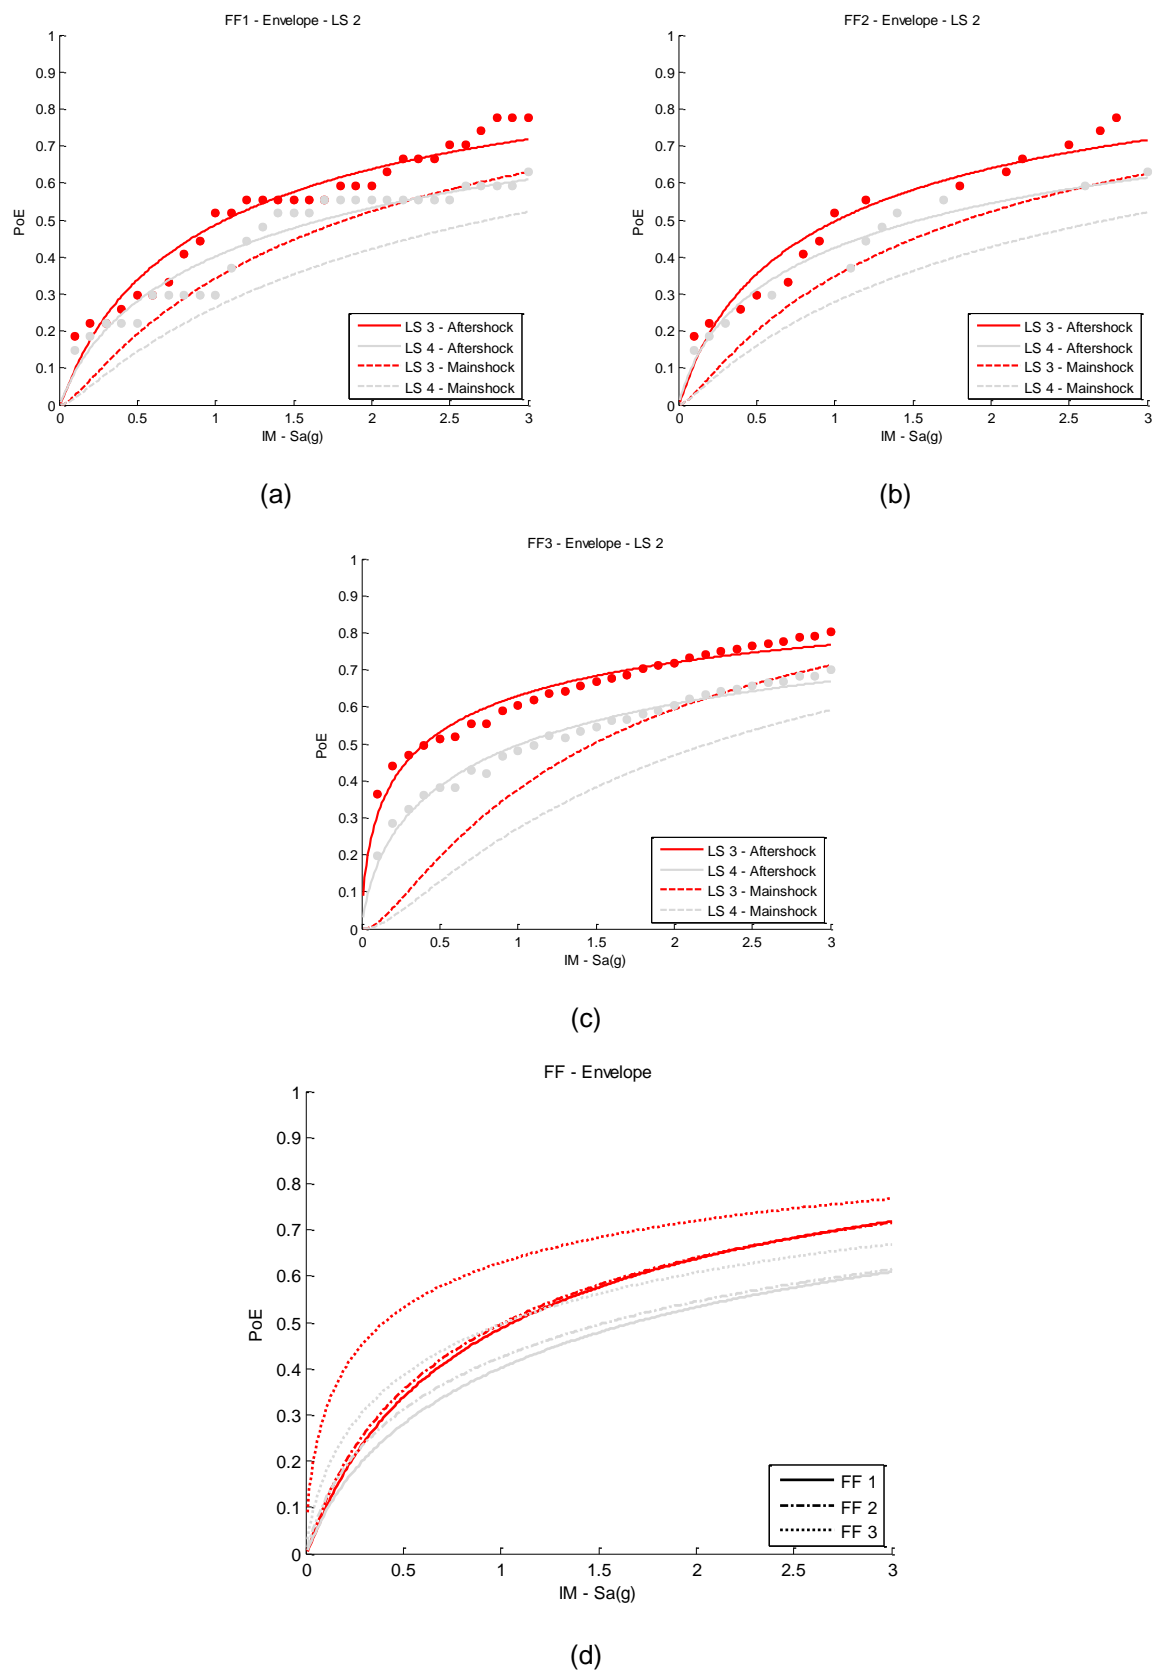 FF1 - Envelope - LS 2
1
0.9
0.8
0.7
0.6
0.5
0.4
0.3
0.2
0.1
0
PoE
0 0.5 1 1.5 2 2.5 3
IM - Sa(g)
LS 3 - Aftershock
LS 4 - Aftershock
LS 3 - Mainshock
LS 4 - Mainshock
(a)
FF2 - Envelope - LS 2
1
0.9
0.8
0.7
0.6
0.5
0.4
0.3
0.2
0.1
0
PoE
0 0.5 1 1.5 2 2.5 3
IM - Sa(g)
LS 3 - Aftershock
LS 4 - Aftershock
LS 3 - Mainshock
LS 4 - Mainshock
(b)
FF3 - Envelope - LS 2
1
0.9
0.8
0.7
0.6
0.5
0.4
0.3
0.2
0.1
0
PoE
0 0.5 1 1.5 2 2.5 3
IM - Sa(g)
LS 3 - Aftershock
LS 4 - Aftershock
LS 3 - Mainshock
LS 4 - Mainshock
(c)
FF - Envelope
1
0.9
0.8
0.7
0.6
0.5
0.4
0.3
0.2
0.1
0
PoE
0 0.5 1 1.5 2 2.5 3
IM - Sa(g)
FF 1
FF 2
FF 3
(d)